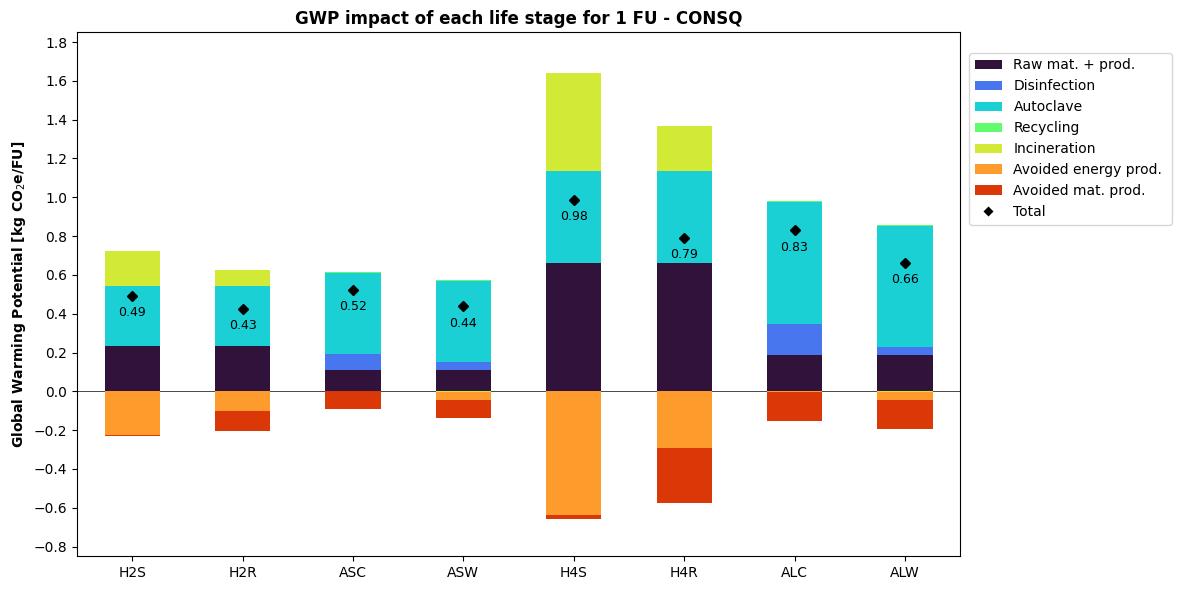 GWP impact of each life stage for 1 FU - CONSQ
Global Warming Potential [kg CO₂e/FU]
1.8
1.6
1.4
1.2
1.0
0.8
0.6
0.4
0.2
0.0
−0.2
−0.4
−0.6
−0.8
0.49
0.43
0.52
0.44
0.98
0.79
0.83
0.66
H2S
H2R
ASC
ASW
H4S
H4R
ALC
ALW
Raw mat. + prod.
Disinfection
Autoclave
Recycling
Incineration
Avoided energy prod.
Avoided mat. prod.
Total